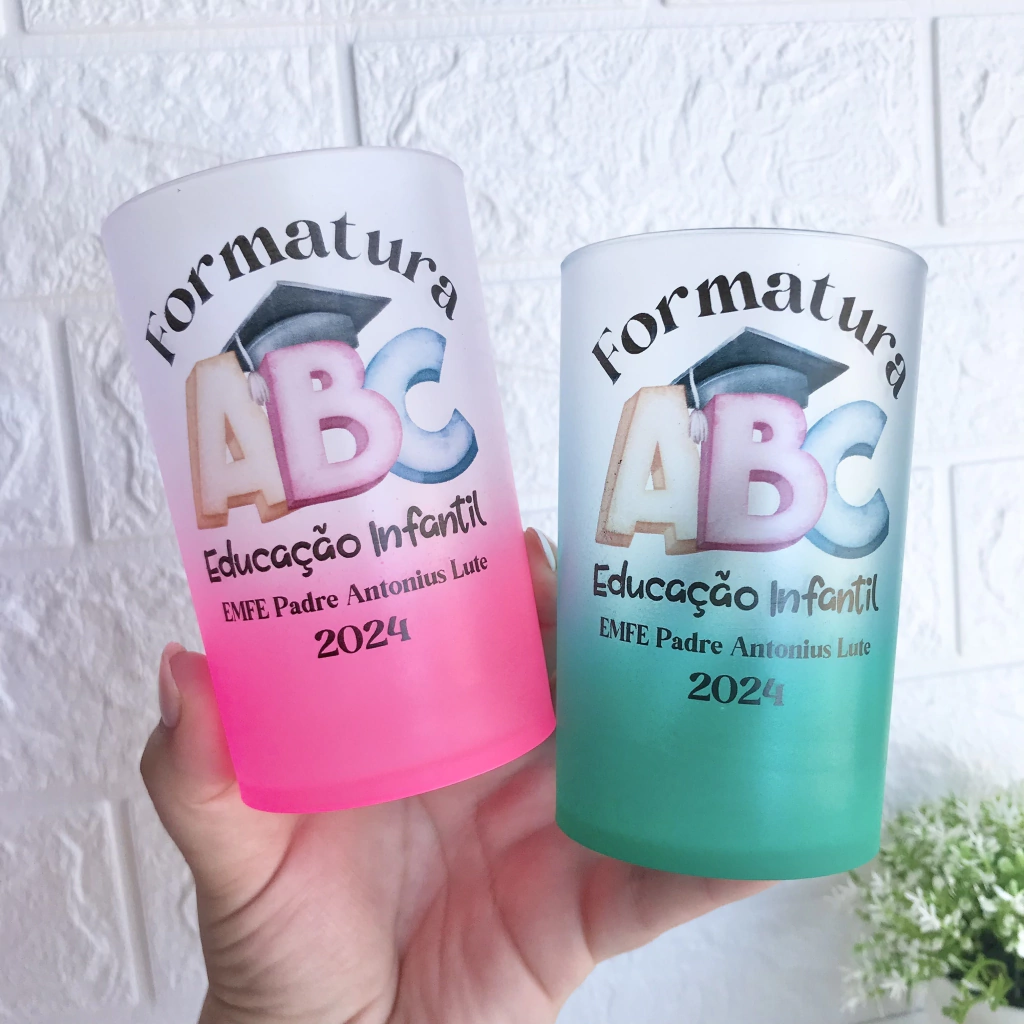 Formatura
ABC
Educação Infantil
EMFE Padre Antonius Lute
2024
Formatura
ABC
Educação Infantil
EMFE Padre Antonius Lute
2024